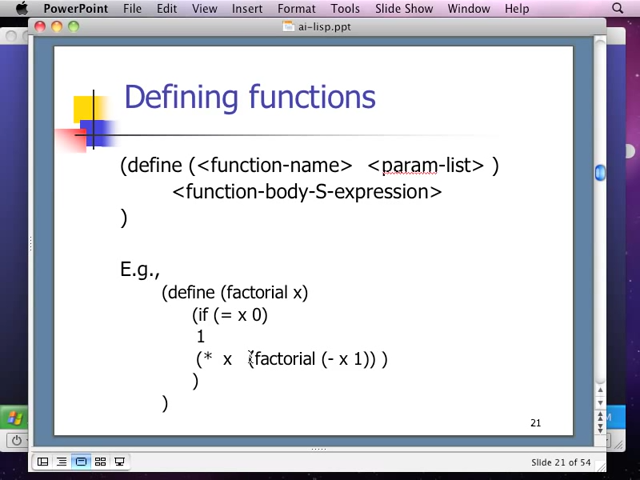 PowerPoint File Edit View Insert Format Tools Slide Show Window Help
ai-lisp.ppt
Defining functions
(define (<function-name> <param-list> )
<function-body-S-expression>
)
E.g.,
(define (factorial x)
(if (= x 0)
1
(* x (factorial (- x 1)) )
)
)
21
Slide 21 of 54